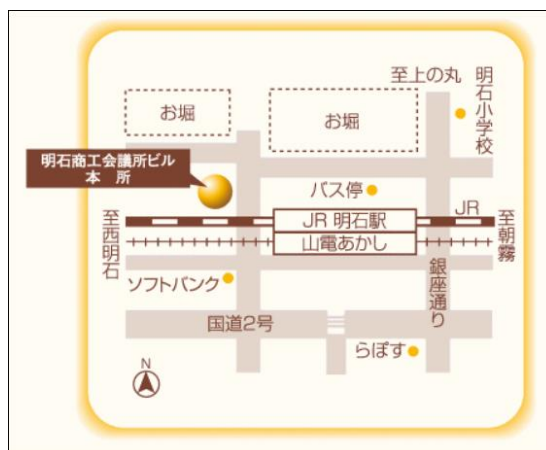 至上の丸
明石小学校
お堀
お堀
明石商工会議所ビル
本 所
バス停
JR
JR 明石駅
山電あかし
至西明石
至朝霧
ソフトバンク
銀座通り
国道2号
らぽす
N